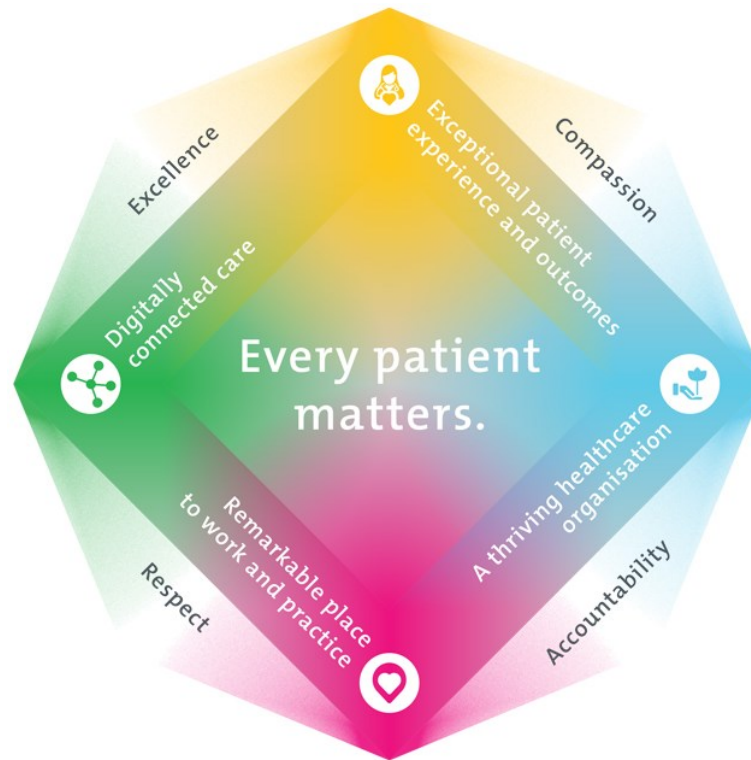 Excellence
Compassion
Exceptional patient
experience and outcomes
Digitally
connected care
Every patient
matters.
Remarkable place
to work and practice
A thriving healthcare
organisation
Respect
Accountability